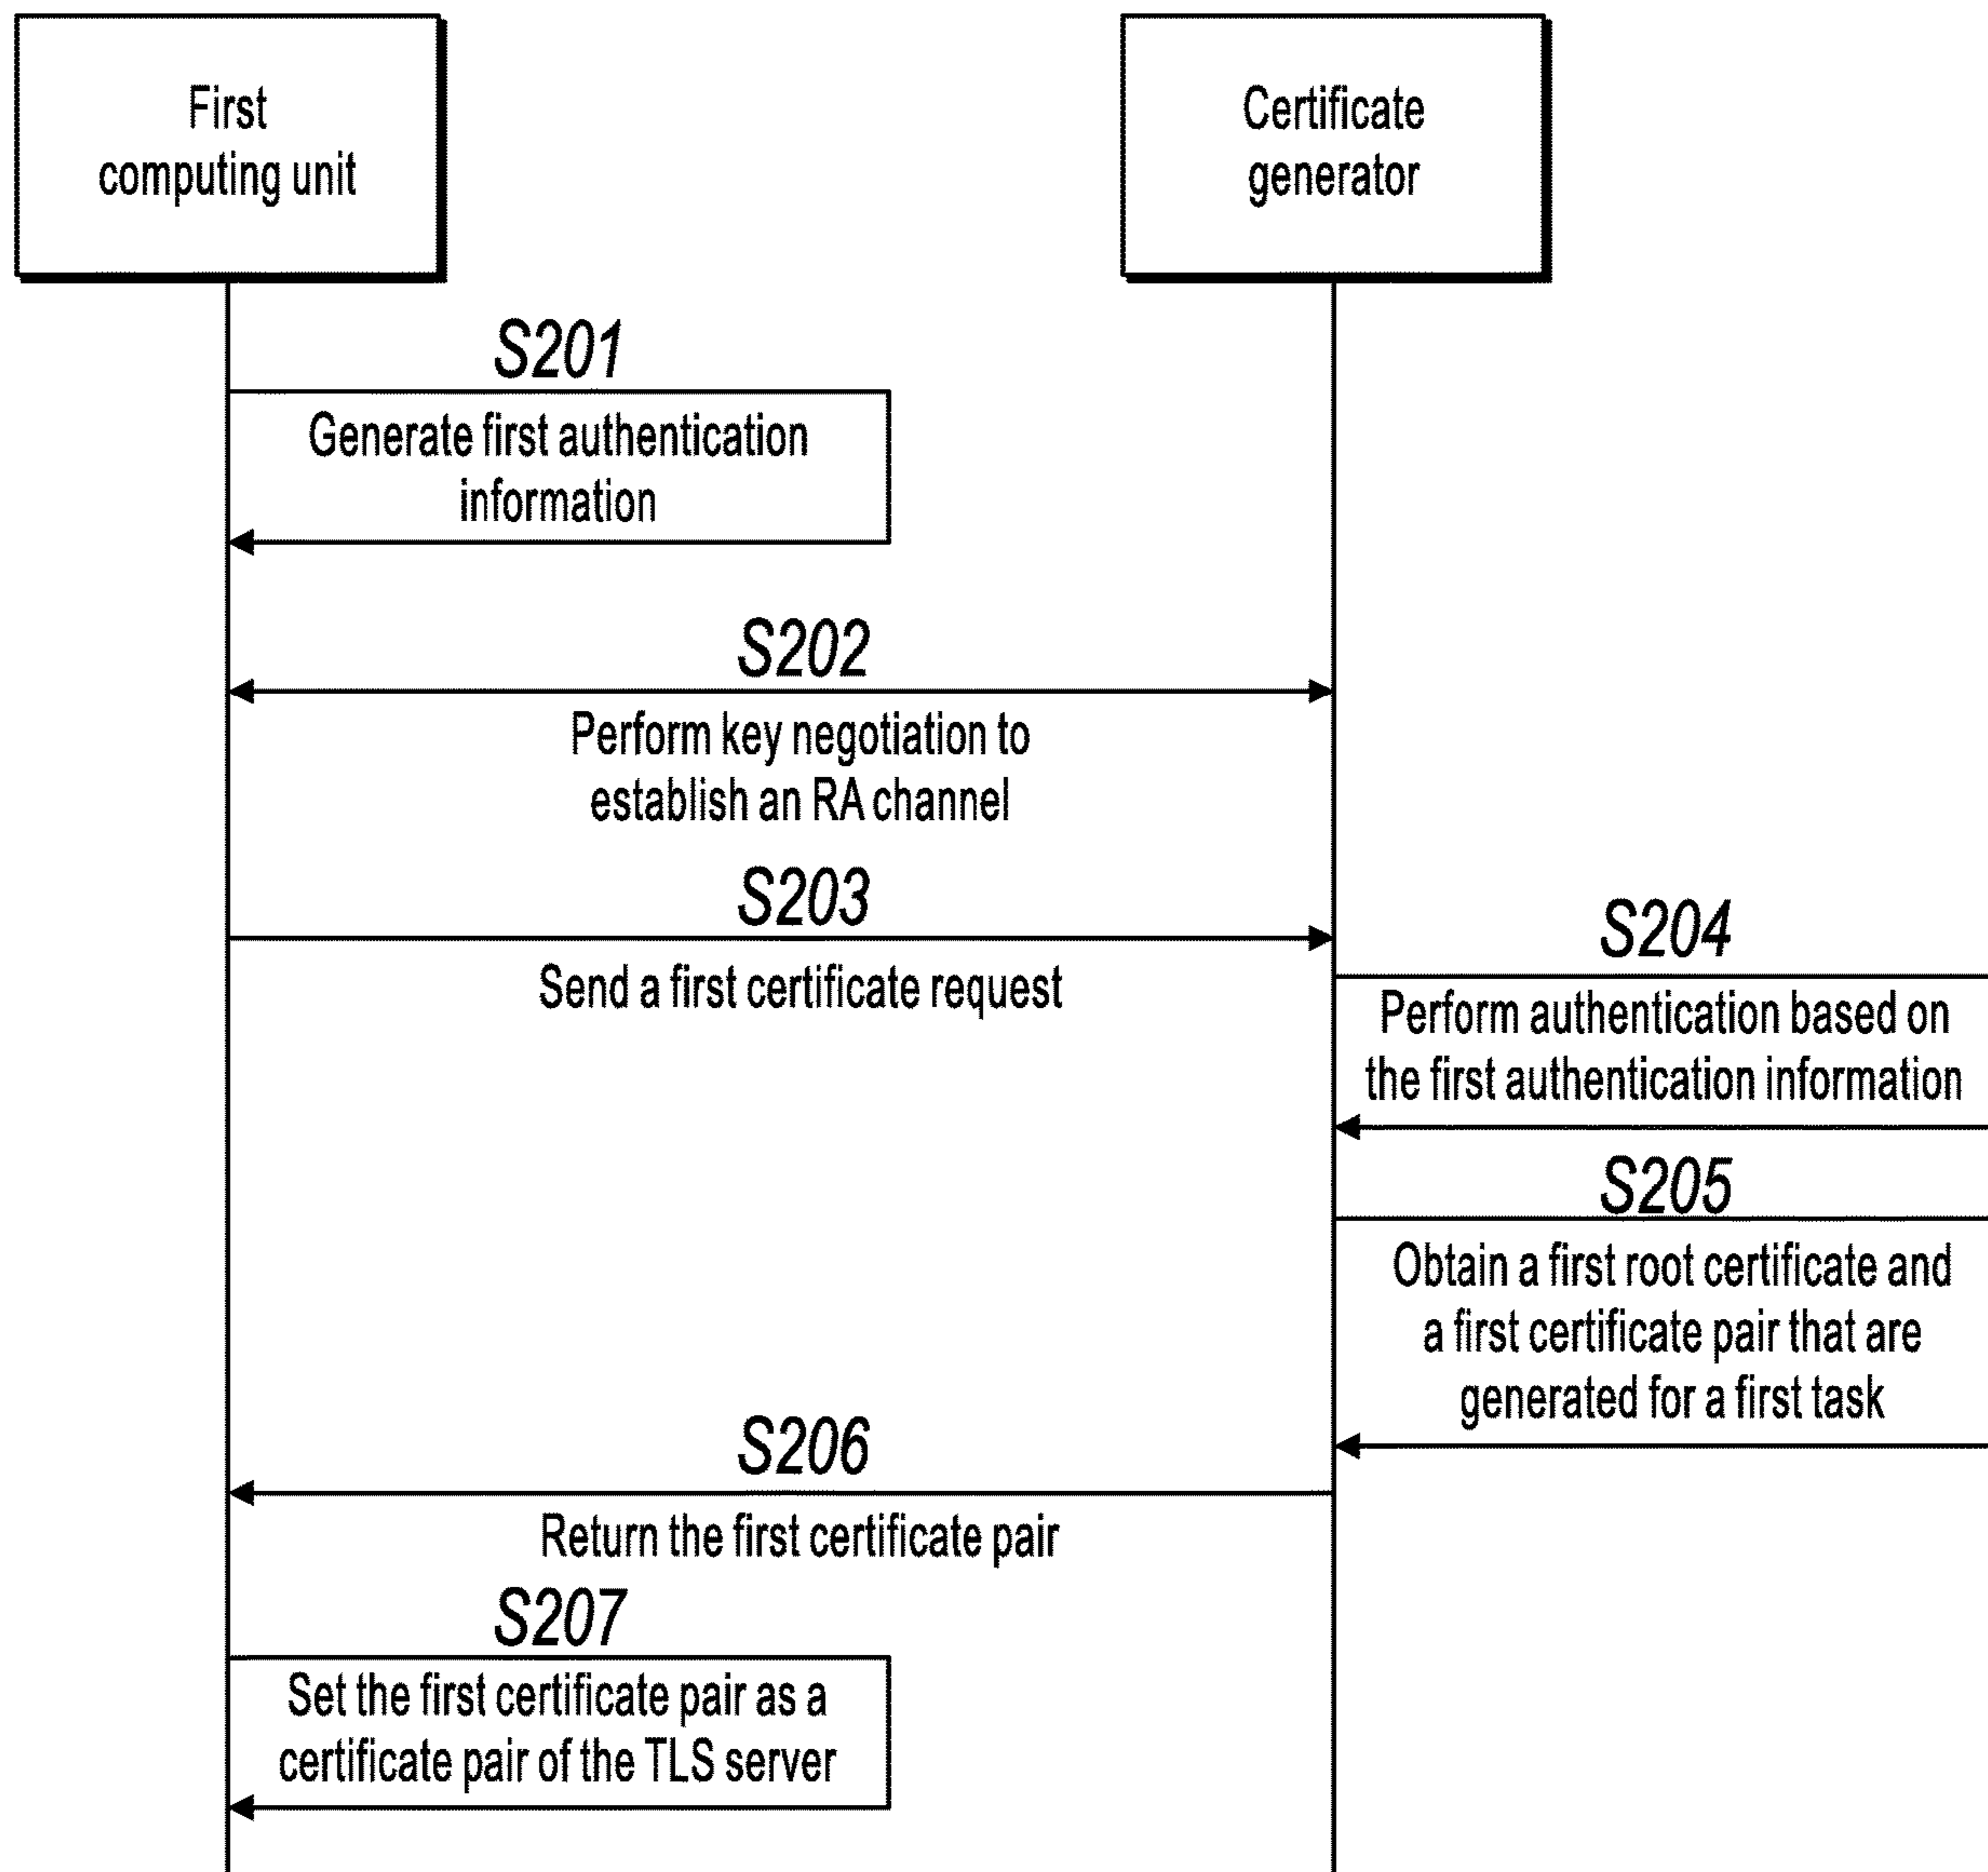 First
computing unit
Certificate
generator
S201
Generate first authentication
information
S202
Perform key negotiation to
establish an RA channel
S203
Send a first certificate request
S204
Perform authentication based on
the first authentication information
S205
Obtain a first root certificate and
a first certificate pair that are
generated for a first task
S206
Return the first certificate pair
S207
Set the first certificate pair as a
certificate pair of the TLS server